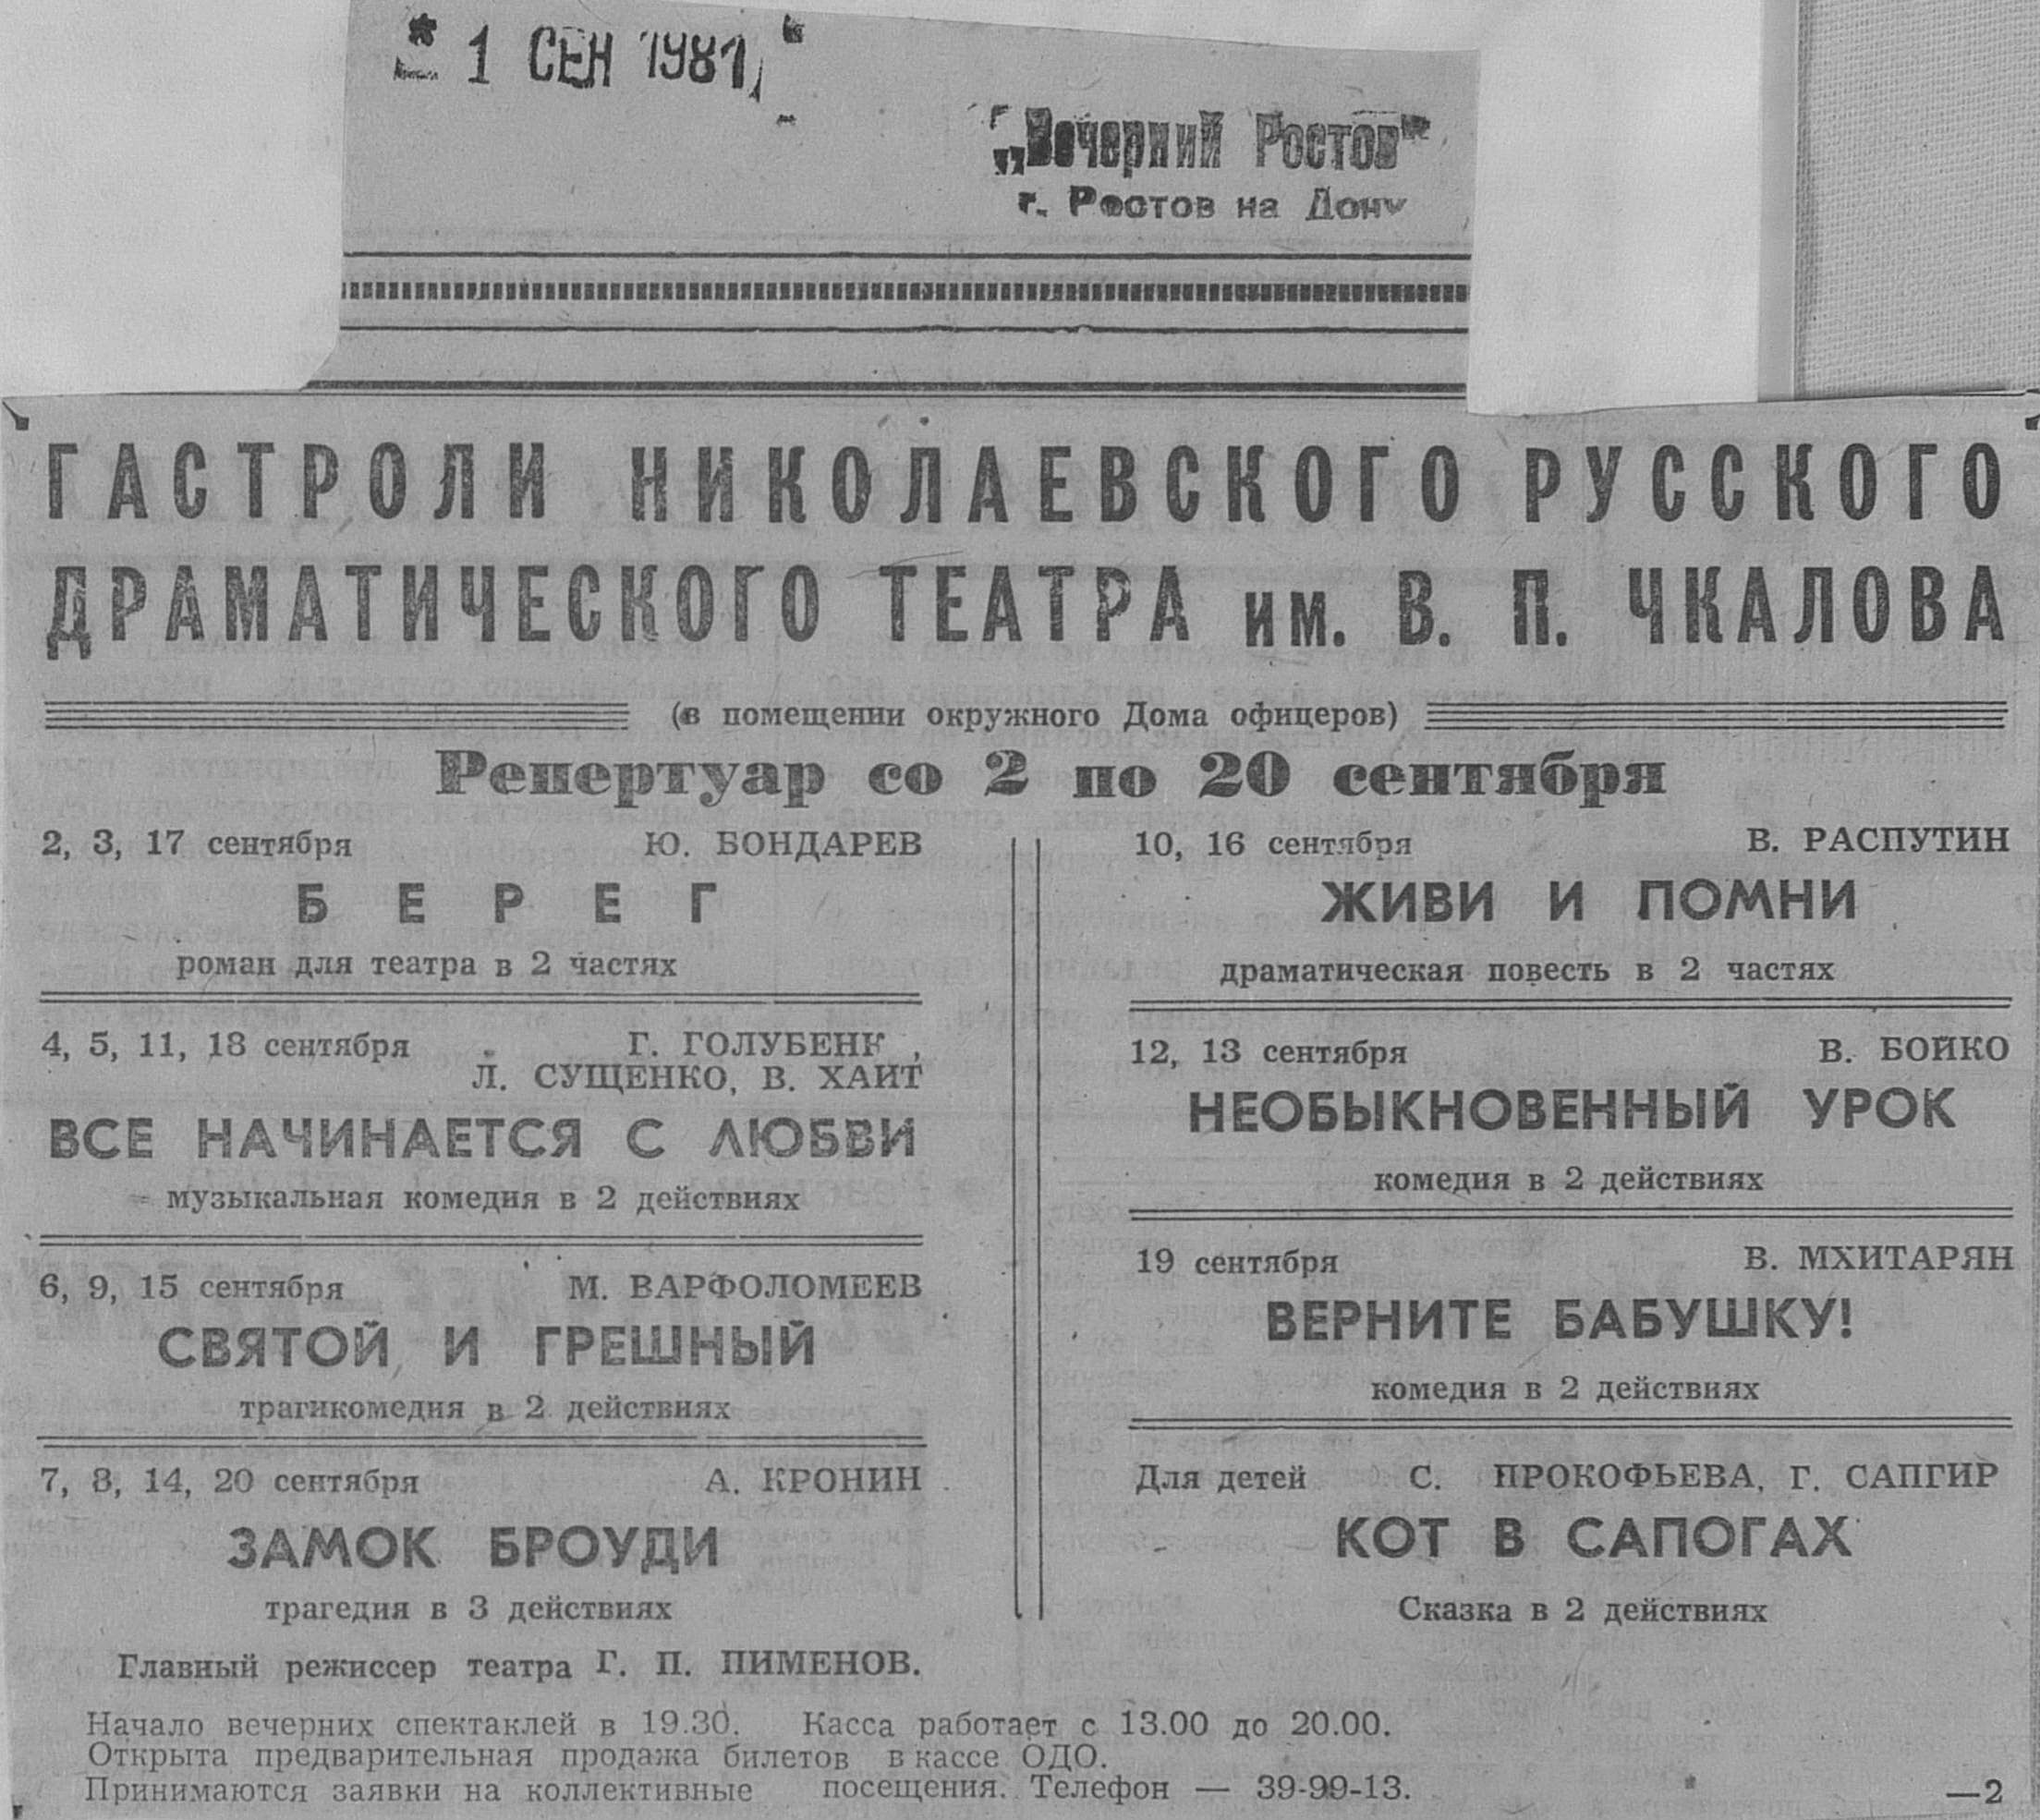 1 СЕН 1981
„Вечерний Ростов"
г. Ростов на Дону
ГАСТРОЛИ НИКОЛАЕВСКОГО РУССКОГО
ДРАМАТИЧЕСКОГО ТЕАТРА им. В. П. ЧКАЛОВА
(в помещении окружного Дома офицеров)
Репертуар со 2 по 20 сентября
2, 3, 17 сентября Ю. БОНДАРЕВ
БЕРЕГ
роман для театра в 2 частях
4, 5, 11, 18 сентября Г. ГОЛУБЕНК ,
Л. СУЩЕНКО, В. ХАИТ
ВСЕ НАЧИНАЕТСЯ С ЛЮБВИ
музыкальная комедия в 2 действиях
6, 9, 15 сентября М. ВАРФОЛОМЕЕВ
СВЯТОЙ И ГРЕШНЫЙ
трагикомедия в 2 действиях
7, 8, 14, 20 сентября А. КРОНИН
ЗАМОК БРОУДИ
трагедия в 3 действиях
Главный режиссер театра Г. П. ПИМЕНОВ.
10, 16 сентября В. РАСПУТИН
ЖИВИ И ПОМНИ
драматическая повесть в 2 частях
12, 13 сентября В. БОЙКО
НЕОБЫКНОВЕННЫЙ УРОК
комедия в 2 действиях
19 сентября В. МХИТАРЯН
ВЕРНИТЕ БАБУШКУ!
комедия в 2 действиях
Для детей С. ПРОКОФЬЕВА, Г. САПГИР
КОТ В САПОГАХ
Сказка в 2 действиях
Начало вечерних спектаклей в 19.30. Касса работает с 13.00 до 20.00.
Открыта предварительная продажа билетов в кассе ОДО.
Принимаются заявки на коллективные посещения. Телефон — 39-99-13.
—2